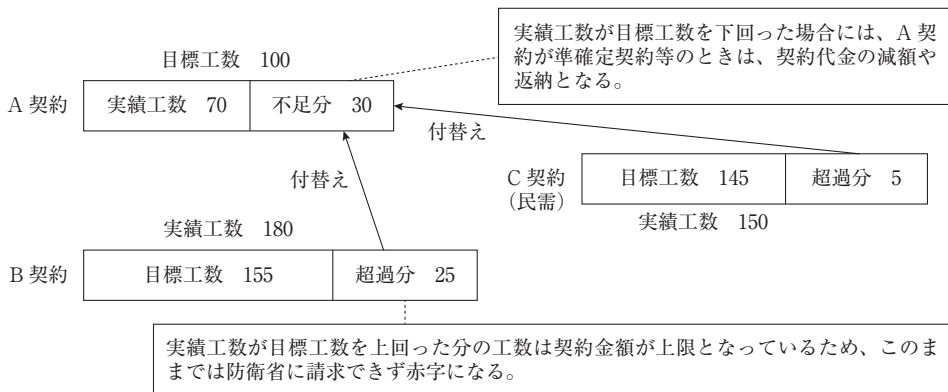 実績工数が目標工数を下回った場合には、A 契
約が準確定契約等のときは、契約代金の減額や
返納となる。
目標工数 100
A 契約
実績工数 70
不足分 30
付替え
付替え
C 契約
(民需)
目標工数 145
超過分 5
実績工数 150
実績工数 180
B 契約
目標工数 155
超過分 25
実績工数が目標工数を上回った分の工数は契約金額が上限となっているため、このま
までは防衛省に請求できず赤字になる。